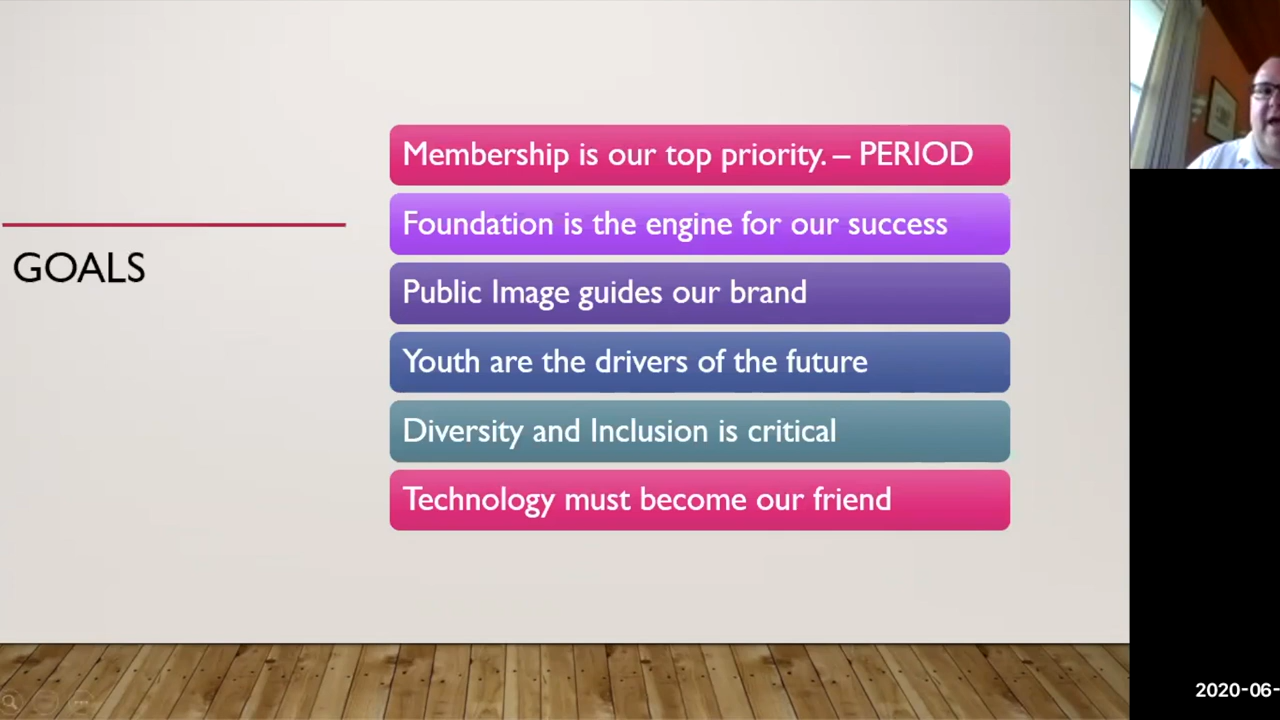 GOALS
Membership is our top priority. – PERIOD
Foundation is the engine for our success
Public Image guides our brand
Youth are the drivers of the future
Diversity and Inclusion is critical
Technology must become our friend
2020-06-